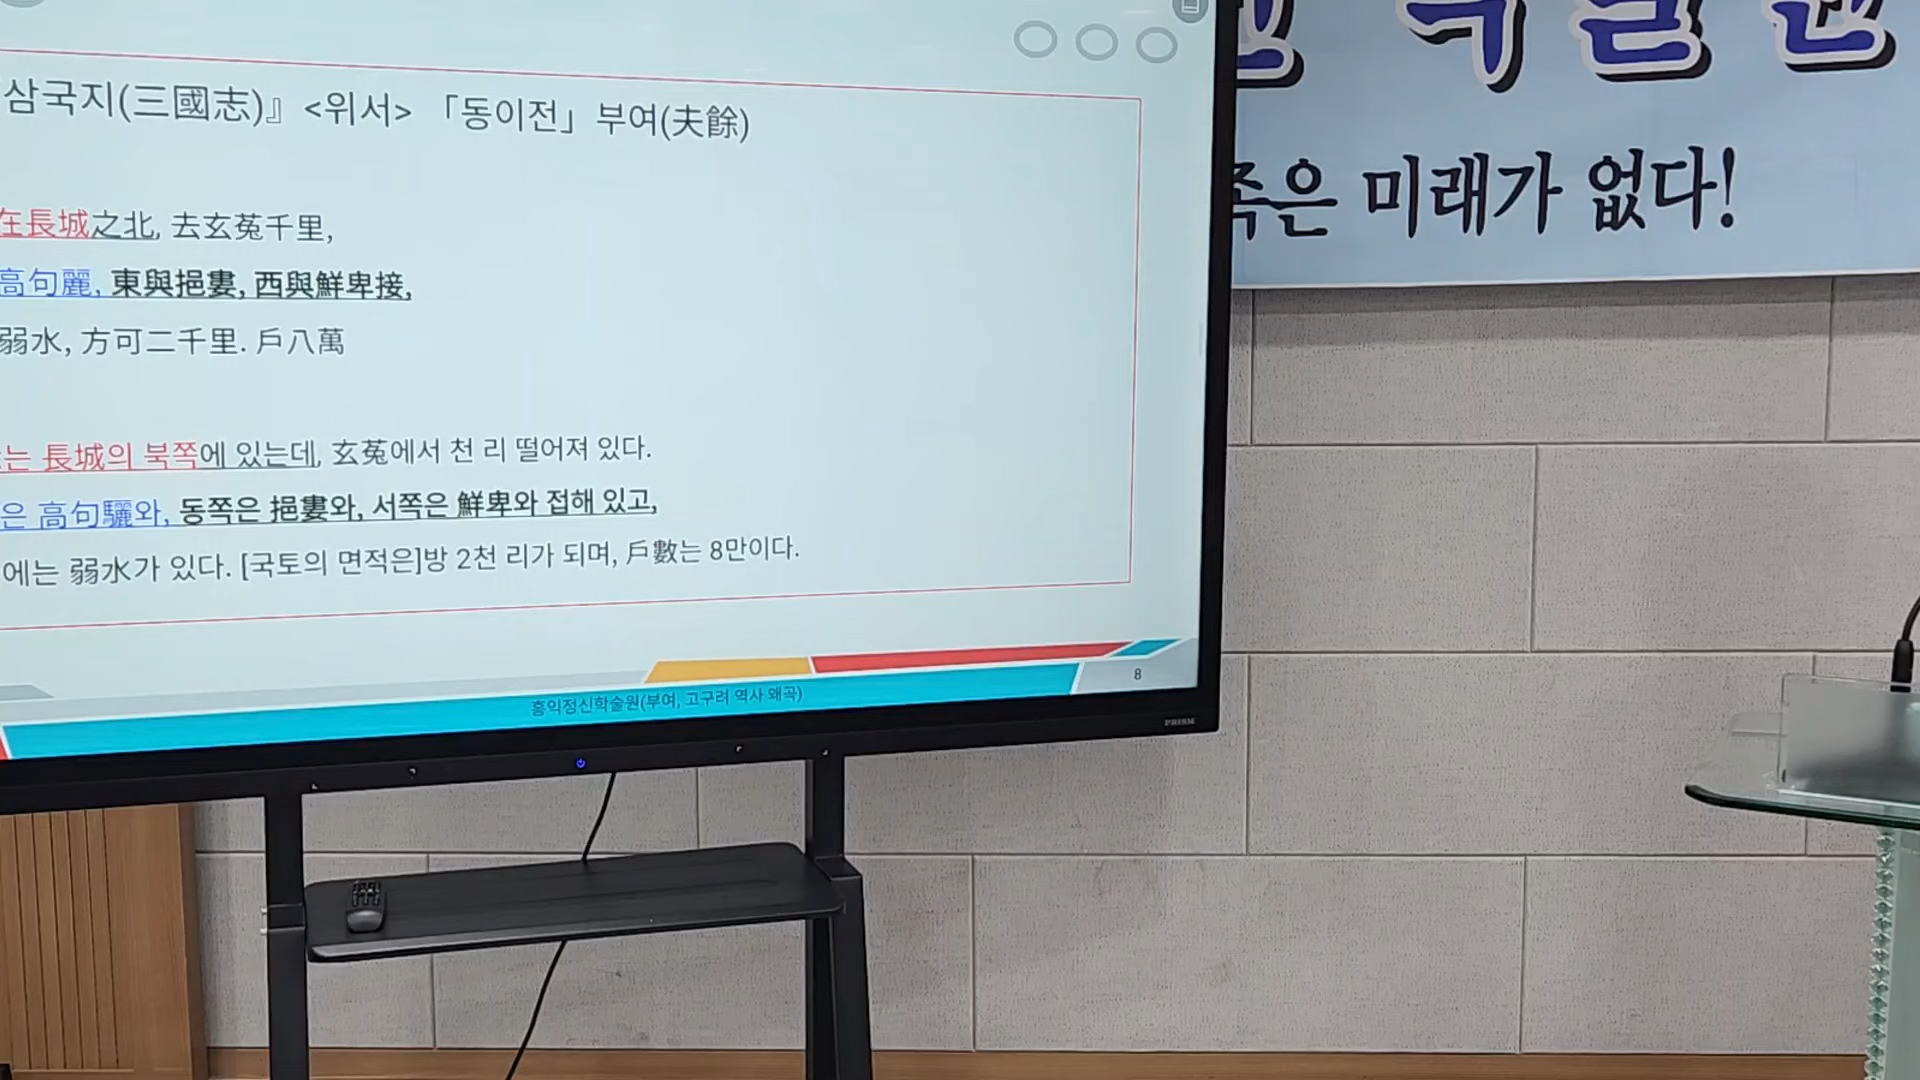 삼국지(三國志)』 <위서> 「동이전」 부여(夫餘)
在長城之北, 去玄菟千里,
高句麗, 東與挹婁, 西與鮮卑接,
弱水, 方可二千里. 戶八萬
는 長城의 북쪽에 있는데, 玄菟에서 천 리 떨어져 있다.
은 高句驪와, 동쪽은 挹婁와, 서쪽은 鮮卑와 접해 있고,
에는 弱水가 있다. [국토의 면적은]방 2천 리가 되며, 戶數는 8만이다.
홍익정신학술원(부여, 고구려 역사 왜곡)
8
PRISM
족은 미래가 없다!